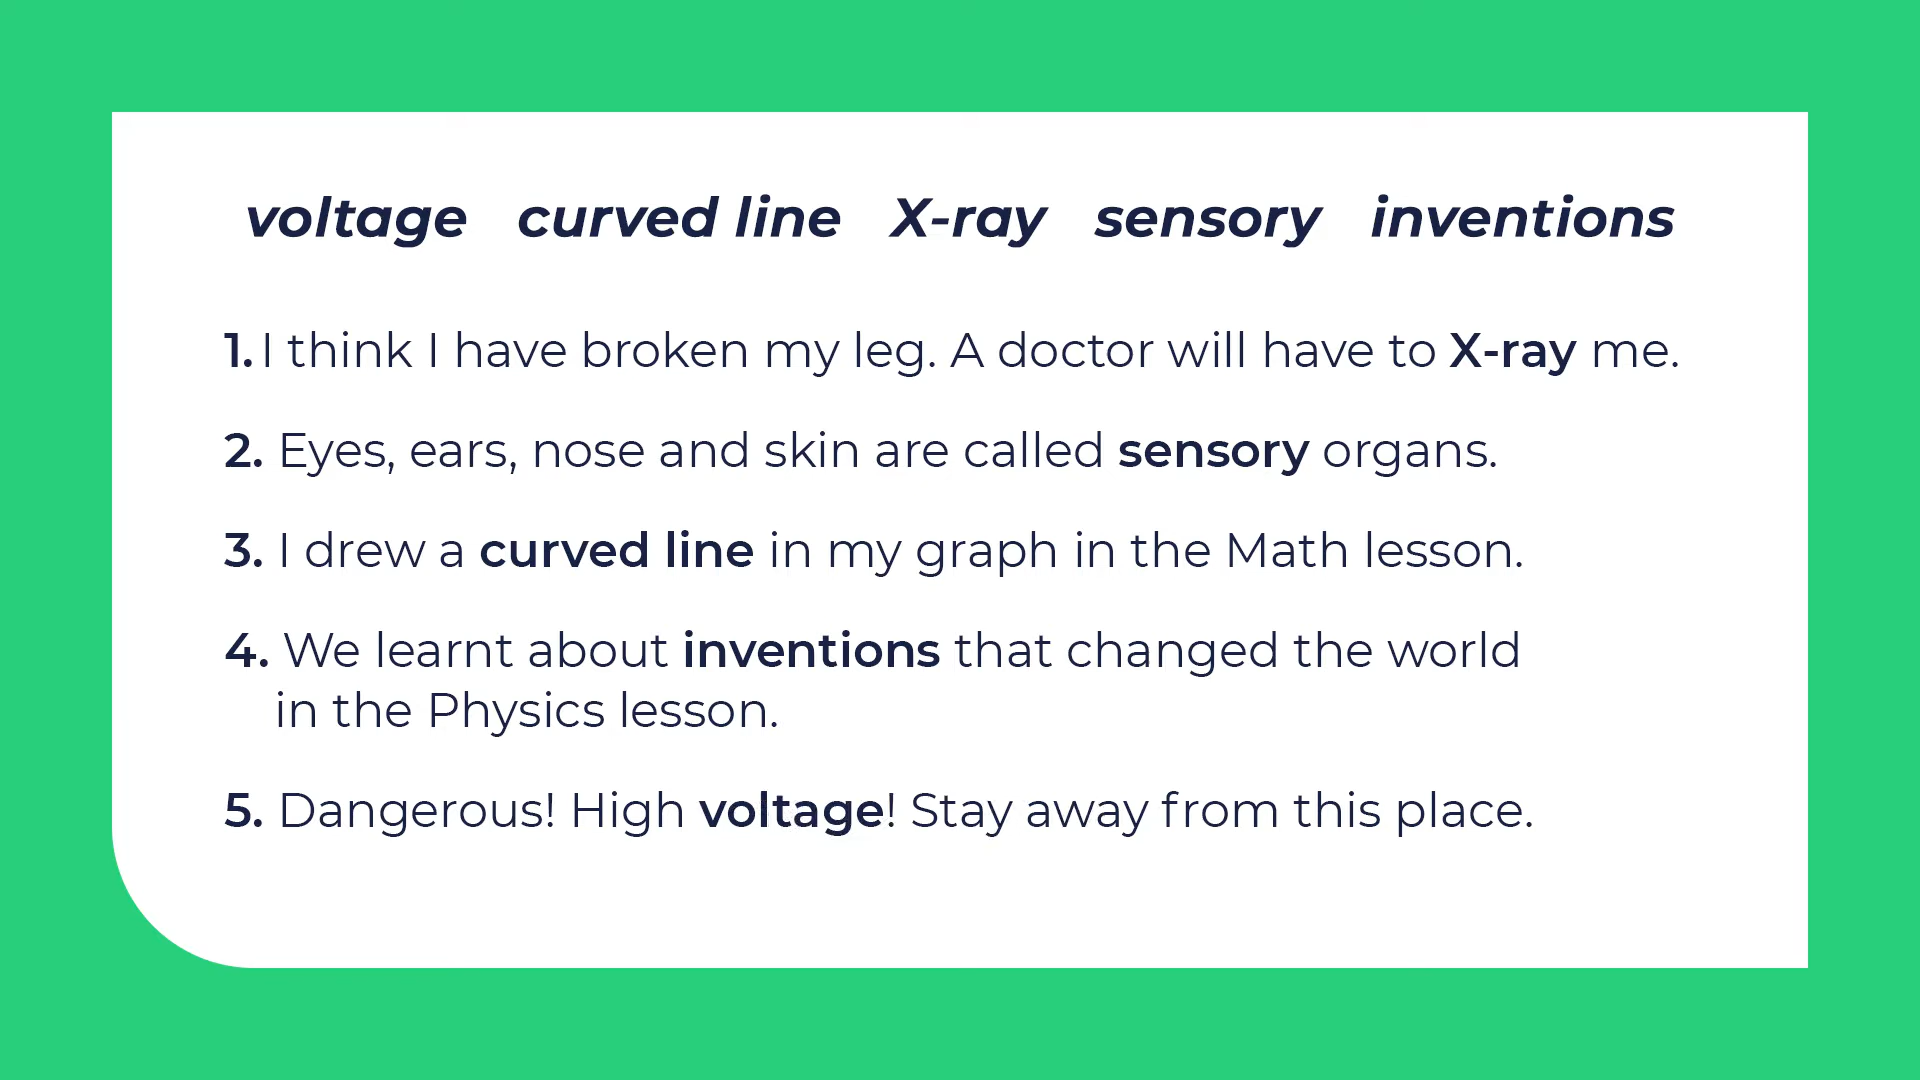 voltage curved line X-ray sensory inventions
1. I think I have broken my leg. A doctor will have to X-ray me.
2. Eyes, ears, nose and skin are called sensory organs.
3. I drew a curved line in my graph in the Math lesson.
4. We learnt about inventions that changed the world
in the Physics lesson.
5. Dangerous! High voltage! Stay away from this place.